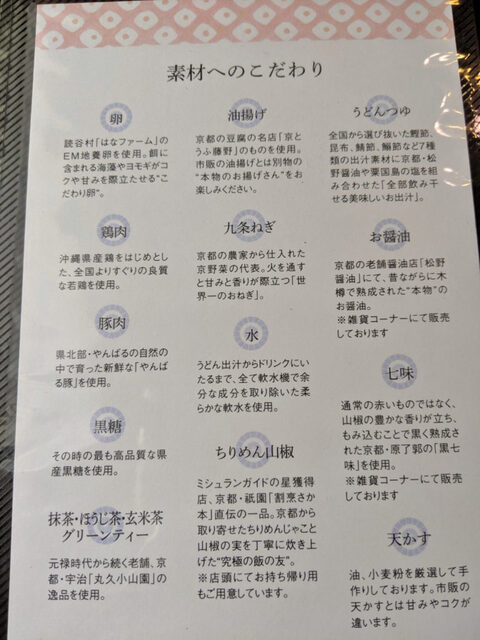 素材へのこだわり
卵
読谷村「はなファーム」の
EM地養卵を使用。餌に
含まれる海藻やヨモギがコ
クや甘みを際立たせる"こ
だわり卵"。
鶏肉
沖縄県産鶏をはじめとし
た、全国よりすぐりの良質
な若鶏を使用。
豚肉
県北部・やんばるの自然の
中で育った新鮮な「やんば
る豚」を使用。
黒糖
その時の最も高品質な県
産黒糖を使用。
抹茶・ほうじ茶・玄米茶
グリーンティー
元禄時代から続く老舗、京
都・宇治「丸久小山園」の
逸品を使用。
油揚げ
京都の豆腐の名店「京と
うふ藤野」のものを使用。
市販の油揚げとは別物の
"本物のお揚げさん"をお
楽しみください。
九条ねぎ
京都の農家から仕入れた
京野菜の代表。火を通す
と甘みと香りが際立つ「世
界一のおねぎ」。
水
うどん出汁からドリンクにい
たるまで、全て軟水機で余
分な成分を取り除いた柔
らかな軟水を使用。
ちりめん山椒
ミシュランガイドの星獲得
店、京都・祇園「割烹さか
本」直伝の一品。京都から
取り寄せたちりめんじゃこと
山椒の実を丁寧に炊き上
げた"究極の飯の友"。
※店頭にてお持ち帰り用
もご用意しています。
うどんつゆ
全国から選び抜いた鰹節、
昆布、鯖節、鰯節など7種
類の出汁素材に京都・松
野醤油や粟国島の塩を組
み合わせた「全部飲み干
せる美味しいお出汁」。
お醤油
京都の老舗醤油店「松野
醤油」にて、昔ながらに木
樽で熟成された"本物"の
お醤油。
※雑貨コーナーにて販売
しております
七味
通常の赤いものではなく、
山椒の豊かな香りが立ち、
もみ込むことで黒く熟成さ
れた京都・原了郭の「黒七
味」を使用。
※雑貨コーナーにて販売
しております
天かす
油、小麦粉を厳選して手
作りしております。市販の
天かすとは甘みやコクが
違います。